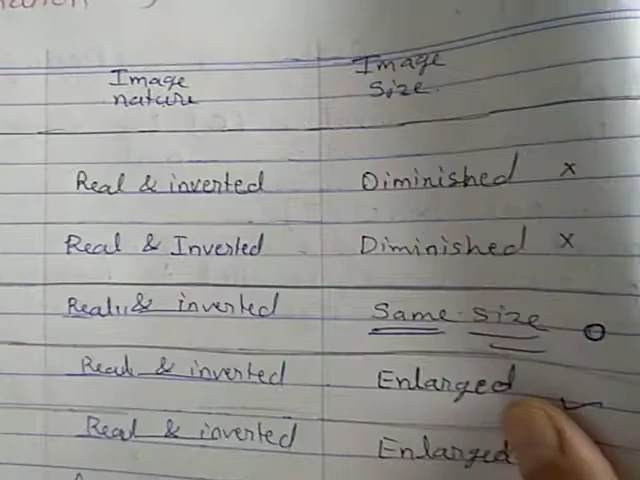 Image nature
Image Size.
Real & inverted Diminished x
Real & Inverted Diminished x
Real & inverted Same size
Real & inverted Enlarged
Real & inverted Enlarged